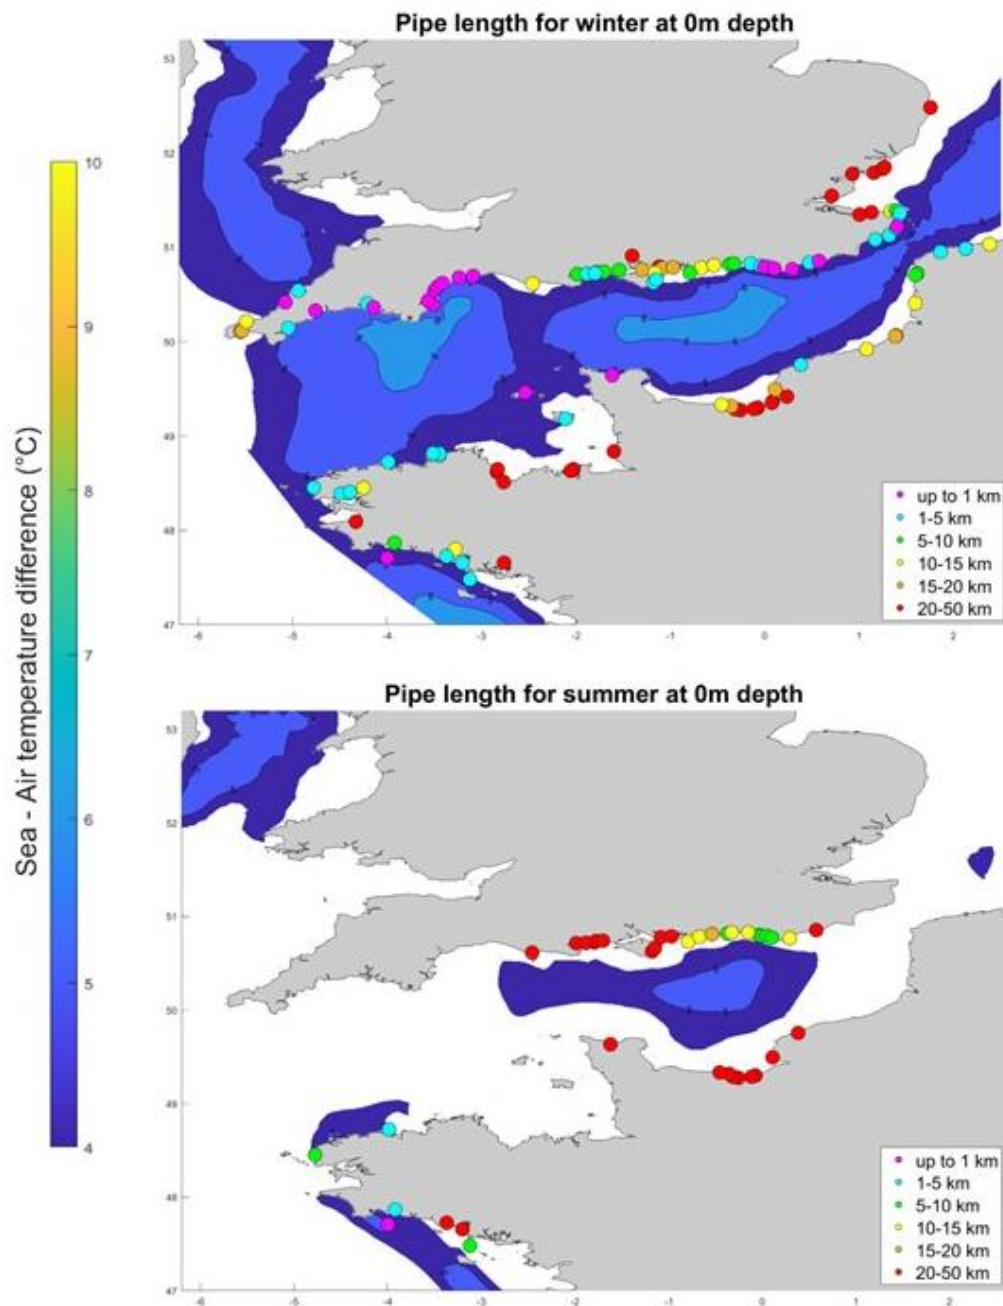 Pipe length for winter at 0m depth
53
52
51
50
49
48
47
-6
-5
-4
-3
-2
-1
0
1
2
up to 1 km
1-5 km
5-10 km
10-15 km
15-20 km
20-50 km
Sea - Air temperature difference (°C)
10
9
8
7
6
5
4
Pipe length for summer at 0m depth
53
52
51
50
49
48
47
-6
-5
-4
-3
-2
-1
0
1
2
up to 1 km
1-5 km
5-10 km
10-15 km
15-20 km
20-50 km